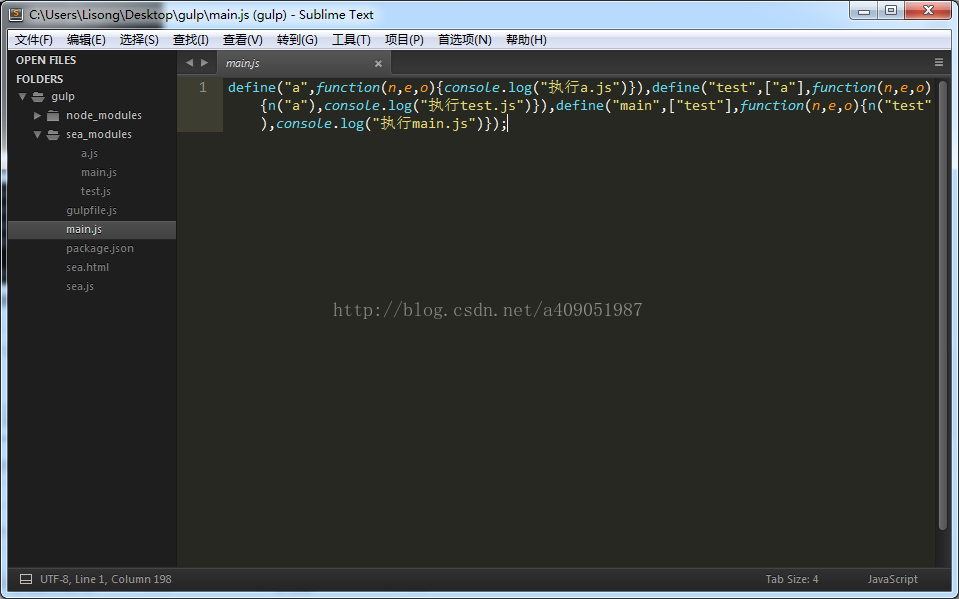 C:\Users\Lisong\Desktop\gulp\main.js (gulp) - Sublime Text
文件(F) 编辑(E) 选择(S) 查找(I) 查看(V) 转到(G) 工具(T) 项目(P) 首选项(N) 帮助(H)
OPEN FILES
FOLDERS
gulp
node_modules
sea_modules
a.js
main.js
test.js
gulpfile.js
main.js
package.json
sea.html
sea.js
main.js
1 define("a",function(n,e,o){console.log("执行a.js")}),define("test",["a"],function(n,e,o)
{n("a"),console.log("执行test.js")}),define("main",["test"],function(n,e,o){n("test"
),console.log("执行main.js")});
http://blog.csdn.net/a409051987
UTF-8, Line 1, Column 198
Tab Size: 4
JavaScript